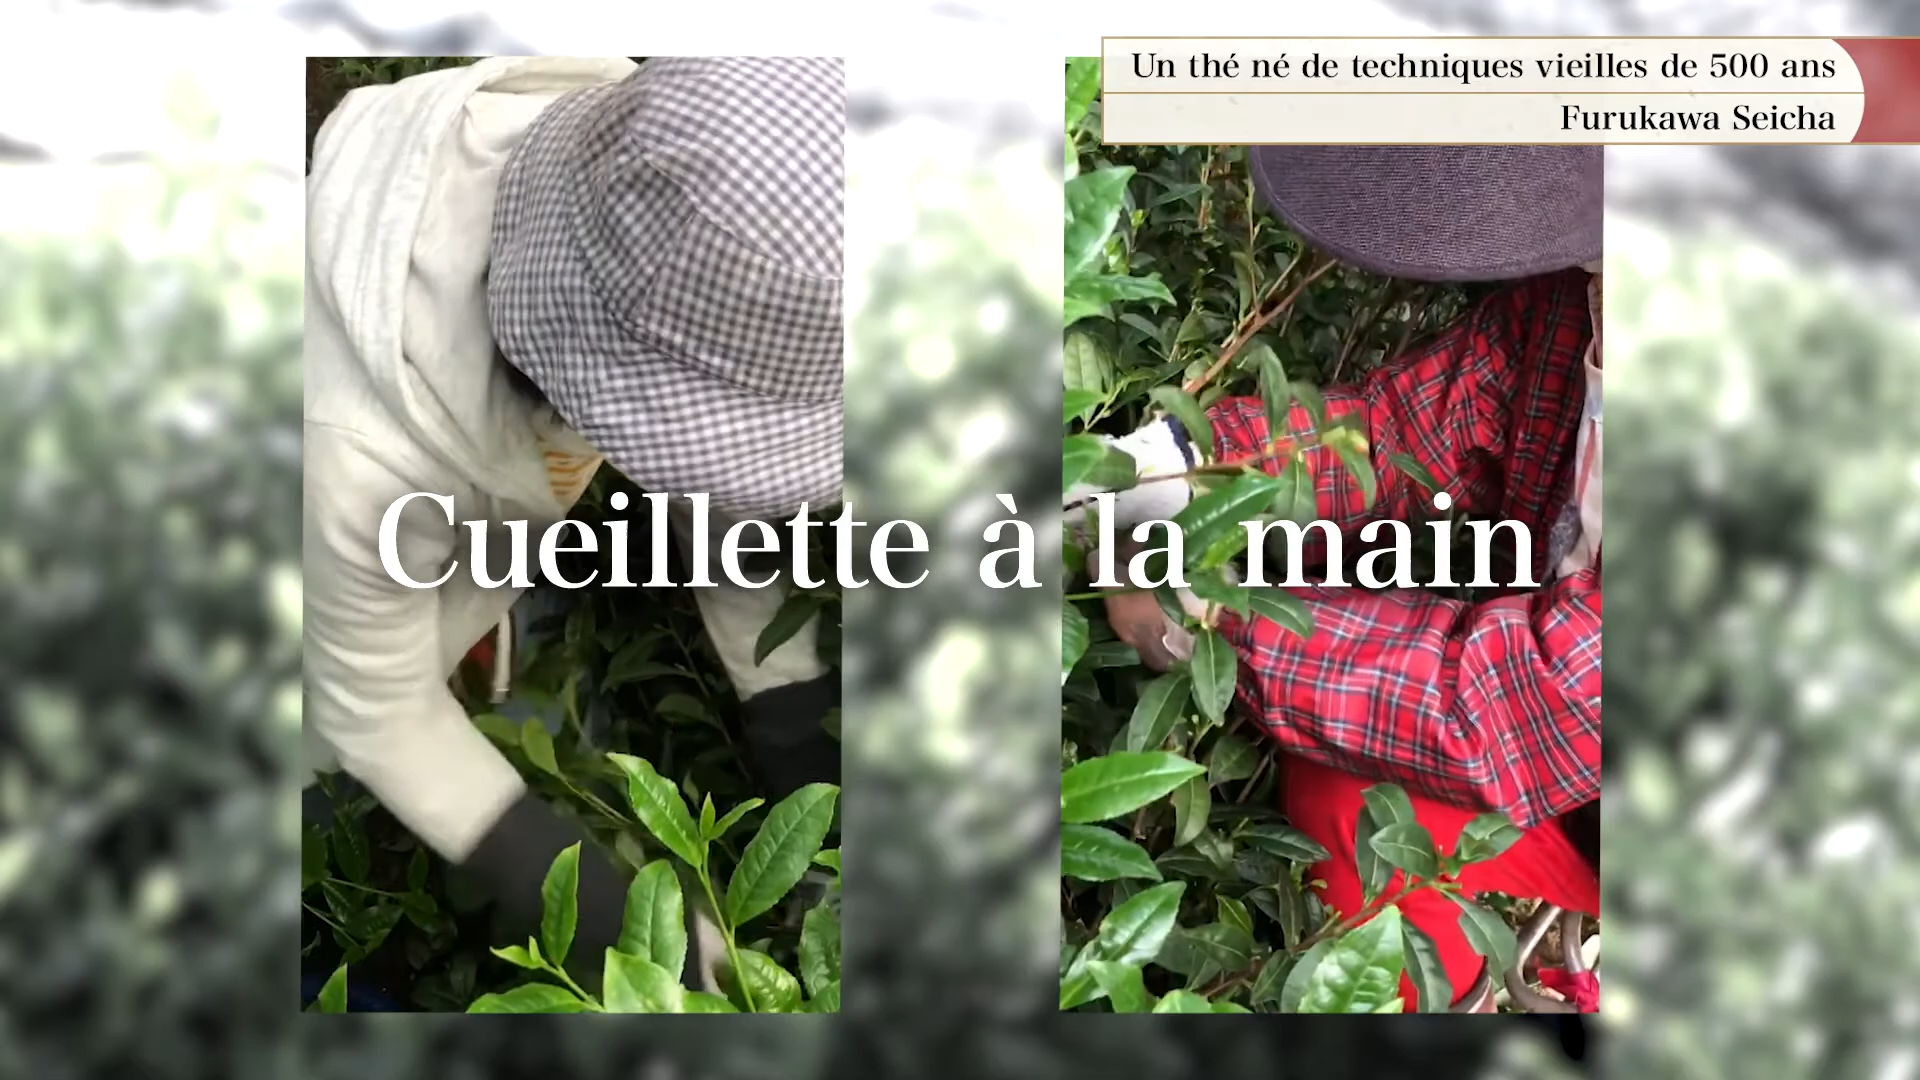 Un thé né de techniques vieilles de 500 ans
Furukawa Seicha
Cueillette à la main